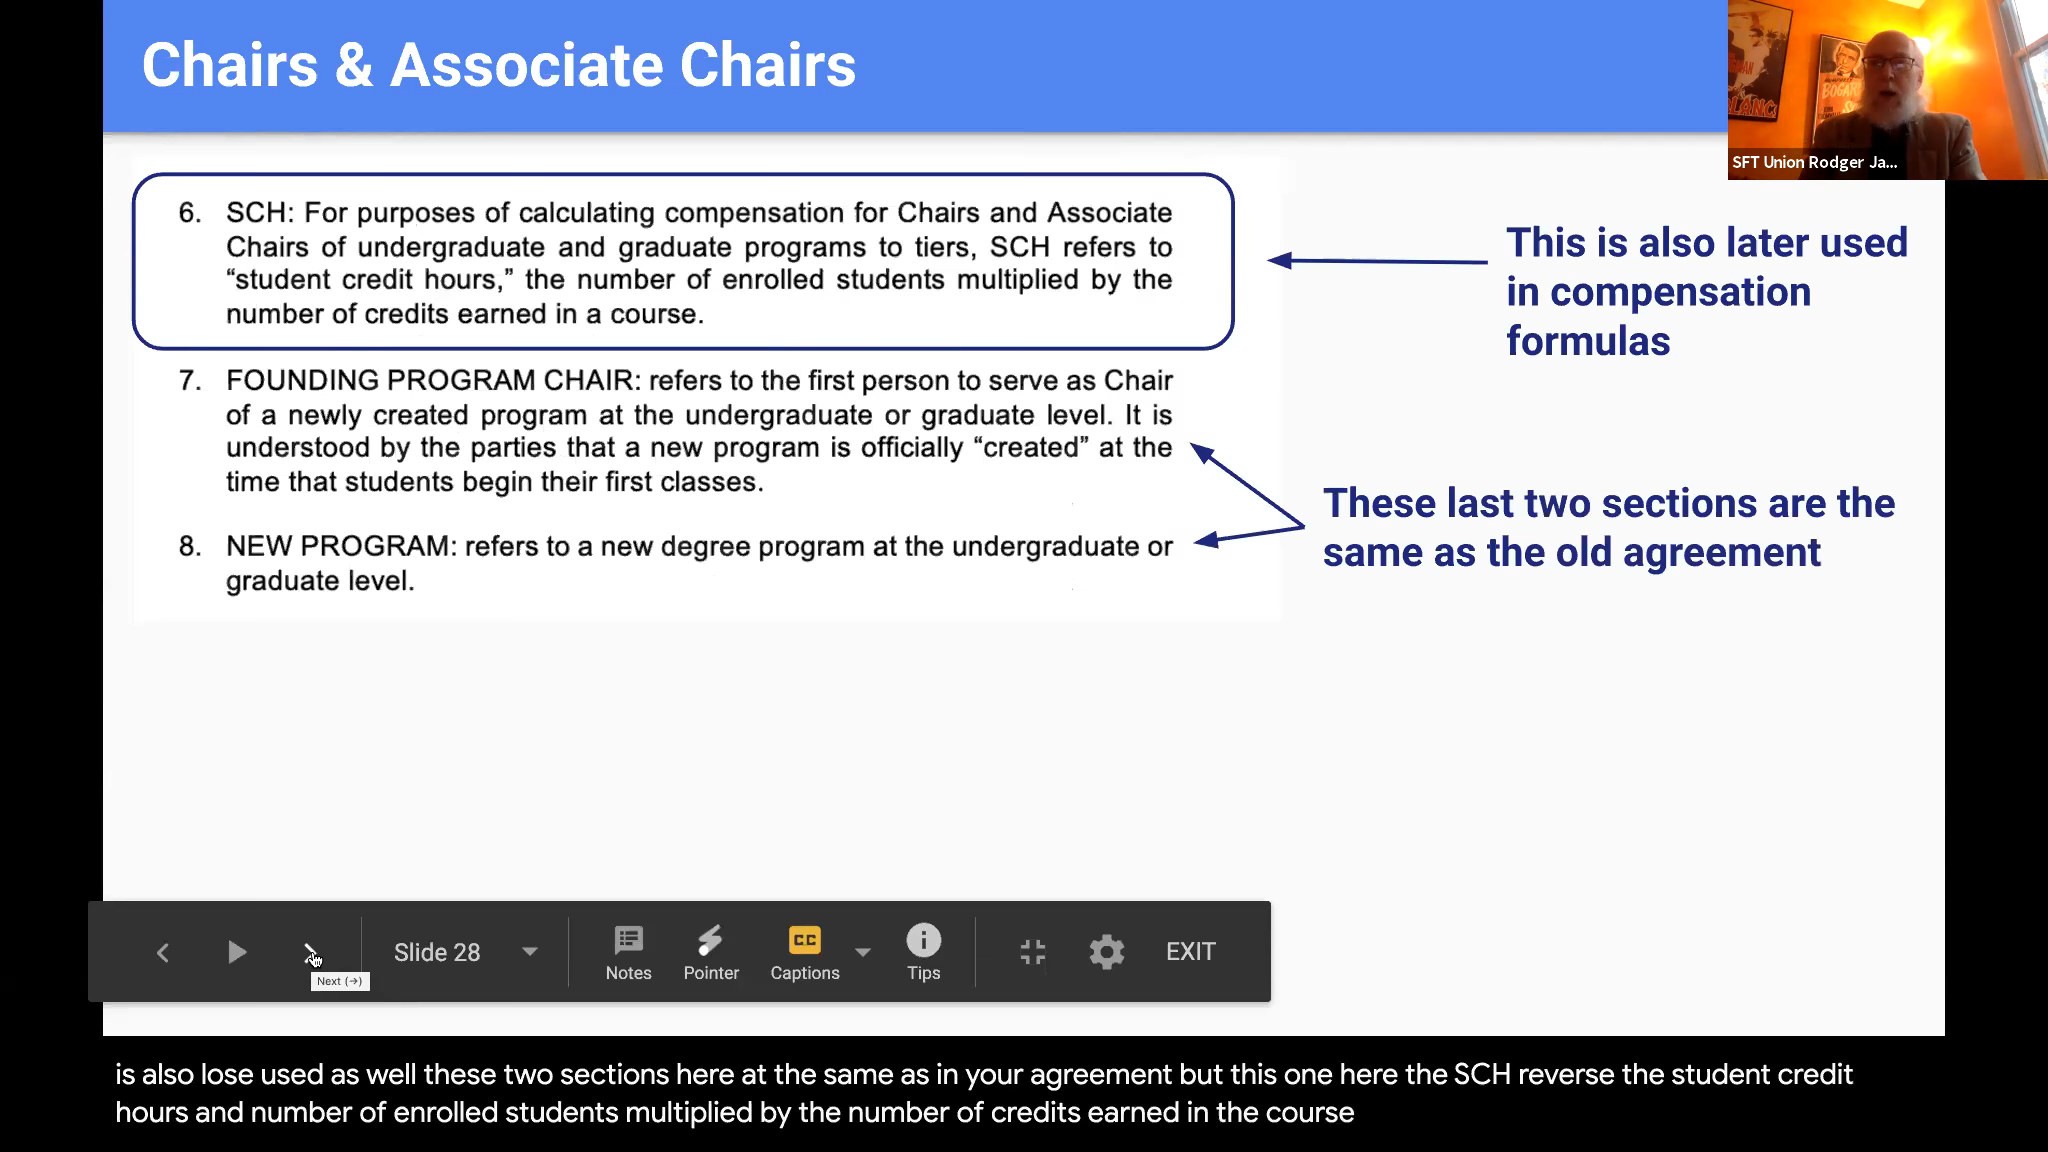 Chairs & Associate Chairs
BOGAR
LANC
SFT Union Rodger Ja...
6. SCH: For purposes of calculating compensation for Chairs and Associate
Chairs of undergraduate and graduate programs to tiers, SCH refers to
“student credit hours,” the number of enrolled students multiplied by the
number of credits earned in a course.
This is also later used
in compensation
formulas
7. FOUNDING PROGRAM CHAIR: refers to the first person to serve as Chair
of a newly created program at the undergraduate or graduate level. It is
understood by the parties that a new program is officially “created” at the
time that students begin their first classes.
8. NEW PROGRAM: refers to a new degree program at the undergraduate or
graduate level.
These last two sections are the
same as the old agreement
Slide 28
Notes
Pointer
CC
Captions
Tips
EXIT
Next (→)
is also lose used as well these two sections here at the same as in your agreement but this one here the SCH reverse the student credit
hours and number of enrolled students multiplied by the number of credits earned in the course